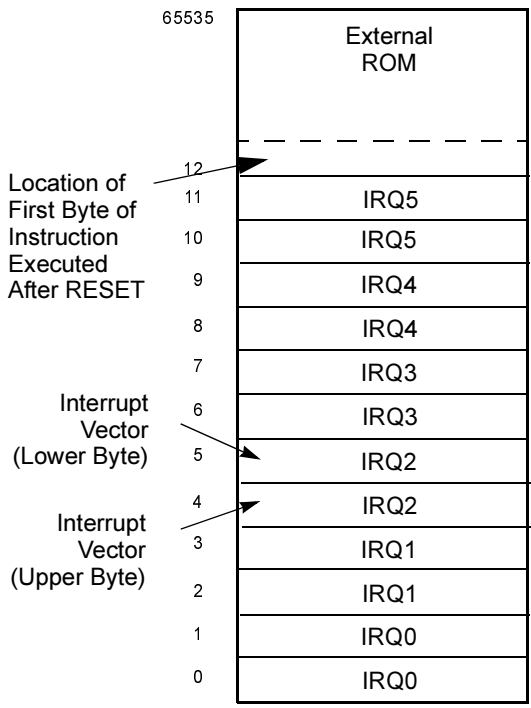 65535
External
ROM
12
Location of
First Byte of
Instruction
Executed
After RESET
11
IRQ5
10
IRQ5
9
IRQ4
8
IRQ4
7
IRQ3
Interrupt
Vector
(Lower Byte)
6
IRQ3
5
IRQ2
4
IRQ2
Interrupt
Vector
(Upper Byte)
3
IRQ1
2
IRQ1
1
IRQ0
0
IRQ0